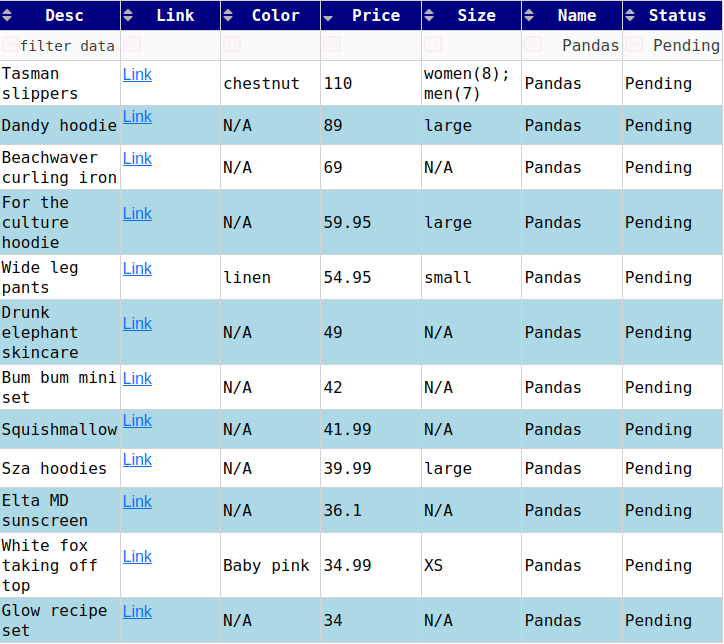 Desc Link Color Price Size Name Status
filter data Pandas Pending
Tasman slippers Link chestnut 110 women(8); men(7) Pandas Pending
Dandy hoodie Link N/A 89 large Pandas Pending
Beachwaver curling iron Link N/A 69 N/A Pandas Pending
For the culture hoodie Link N/A 59.95 large Pandas Pending
Wide leg pants Link linen 54.95 small Pandas Pending
Drunk elephant skincare Link N/A 49 N/A Pandas Pending
Bum bum mini set Link N/A 42 N/A Pandas Pending
Squishmallow Link N/A 41.99 N/A Pandas Pending
Sza hoodies Link N/A 39.99 large Pandas Pending
Elta MD sunscreen Link N/A 36.1 N/A Pandas Pending
White fox taking off top Link Baby pink 34.99 XS Pandas Pending
Glow recipe set Link N/A 34 N/A Pandas Pending